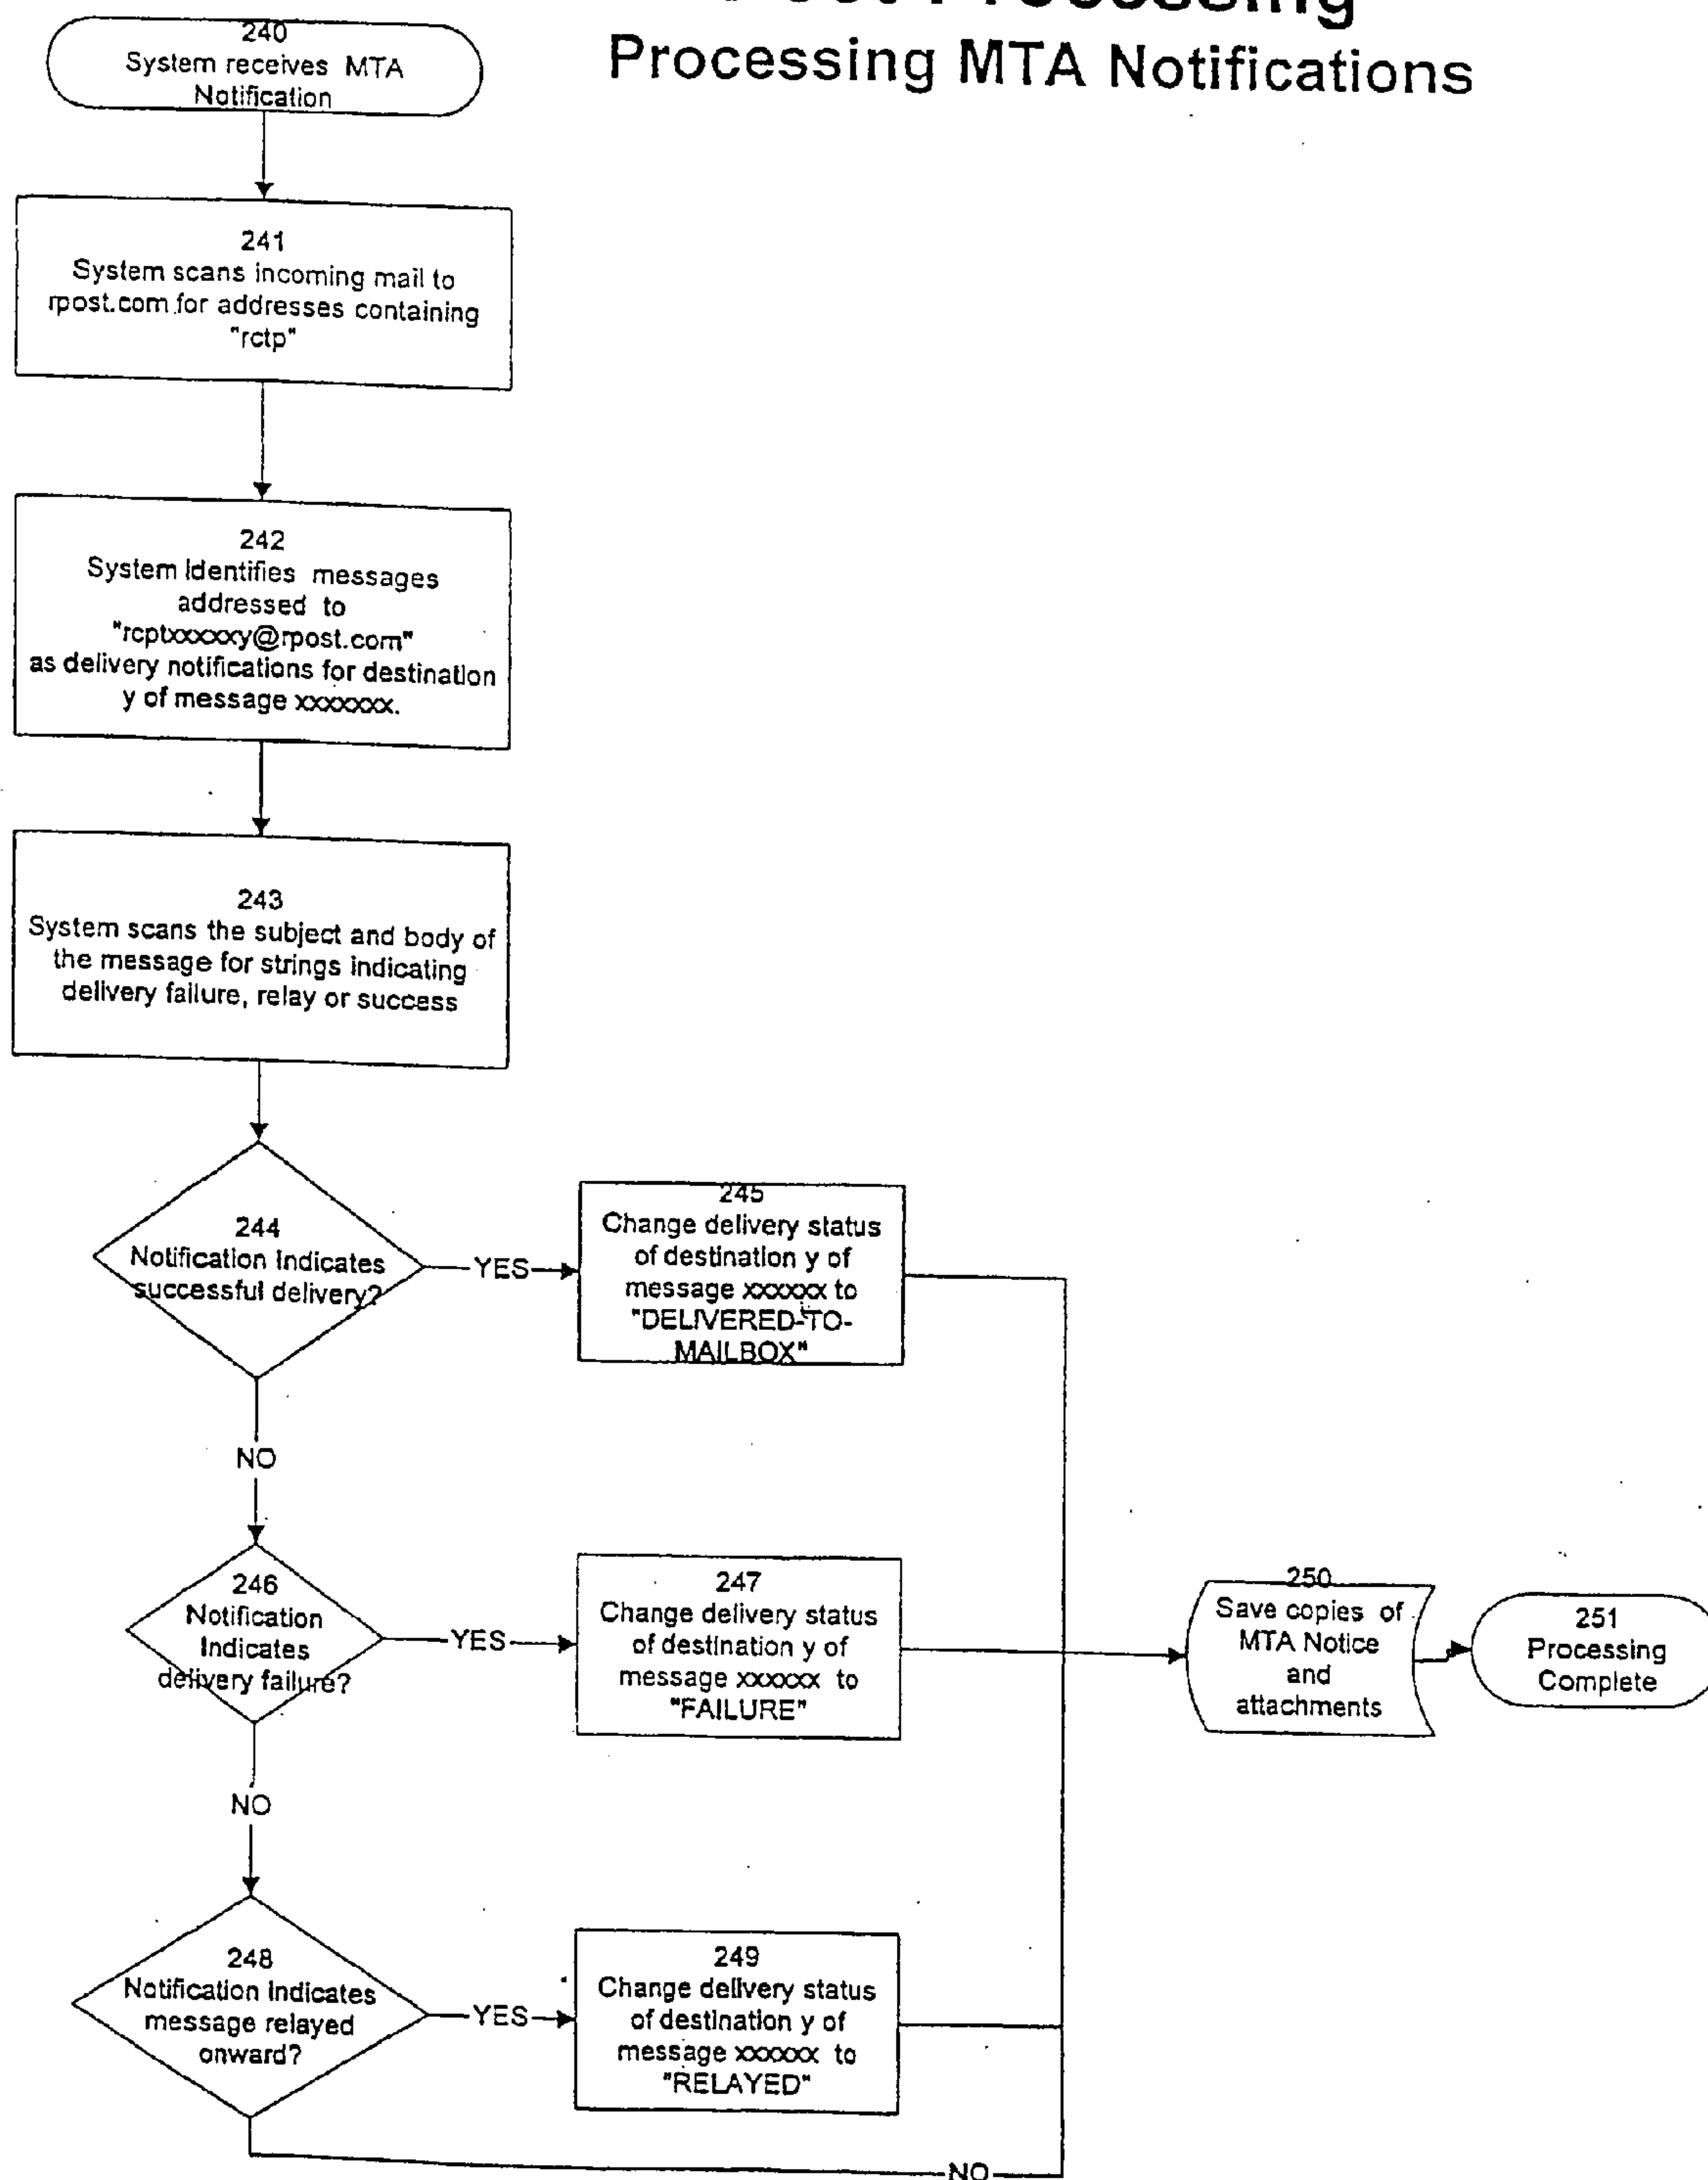 Post Processing
Processing MTA Notifications
240
System receives MTA
Notification
241
System scans incoming mail to
rpost.com for addresses containing
"rctp"
242
System Identifies messages
addressed to
"rcptxxxxxy@rpost.com"
as delivery notifications for destination
y of message xxxxxxx.
243
System scans the subject and body of
the message for strings indicating
delivery failure, relay or success
244
Notification Indicates
successful delivery?
YES
245
Change delivery status
of destination y of
message xxxxxx to
"DELIVERED-TO-
MAILBOX"
NO
246
Notification
Indicates
delivery failure?
YES
247
Change delivery status
of destination y of
message xxxxxx to
"FAILURE"
250
Save copies of
MTA Notice
and
attachments
251
Processing
Complete
NO
248
Notification Indicates
message relayed
onward?
YES
249
Change delivery status
of destination y of
message xxxxxx to
"RELAYED"
NO